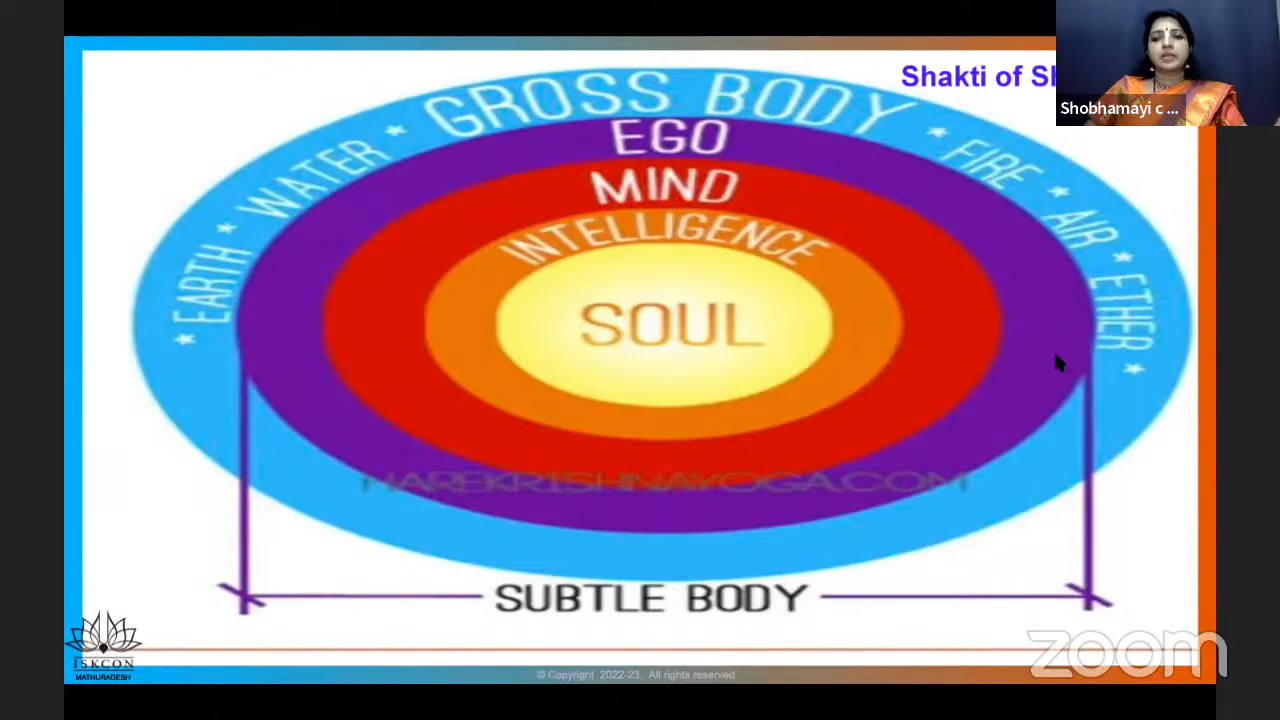 Shakti of
Shobhamayi c ...
GROSS BODY
* EARTH * WATER *
* FIRE * AIR * ETHER *
EGO
MIND
INTELLIGENCE
SOUL
HAREKRISHNAYOGA.COM
SUBTLE BODY
ISKCON
MATHURADESH
zoom
© Copyright 2022-23. All rights reserved